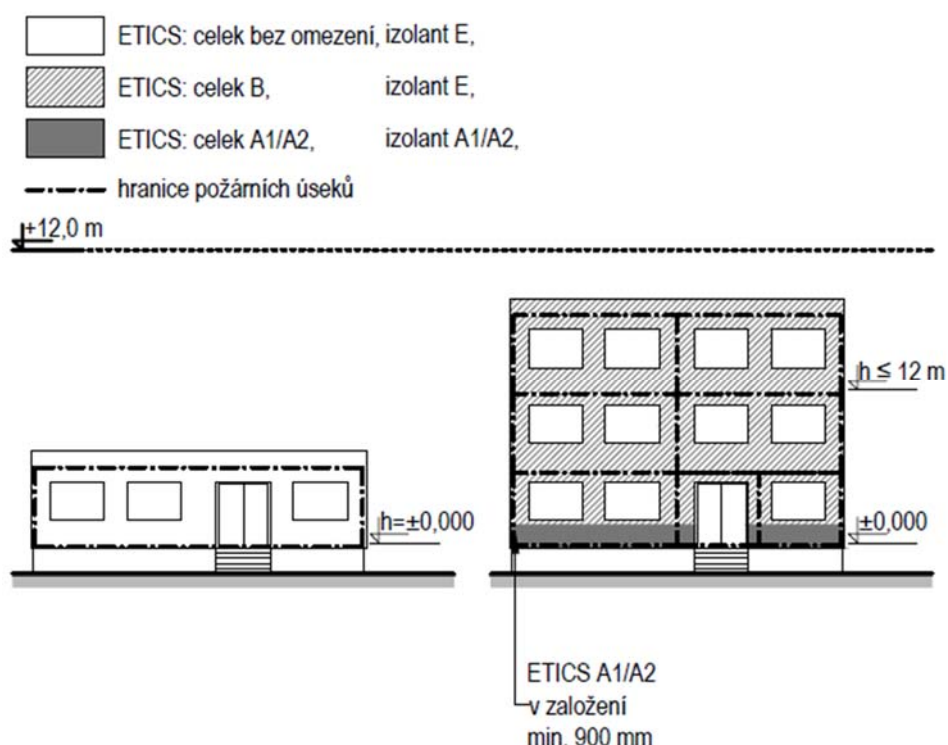 ETICS: celek bez omezení, izolant E,
ETICS: celek B, izolant E,
ETICS: celek A1/A2, izolant A1/A2,
hranice požárních úseků
+12,0 m
h ≤ 12 m
h=±0,000
±0,000
ETICS A1/A2
v založení
min. 900 mm